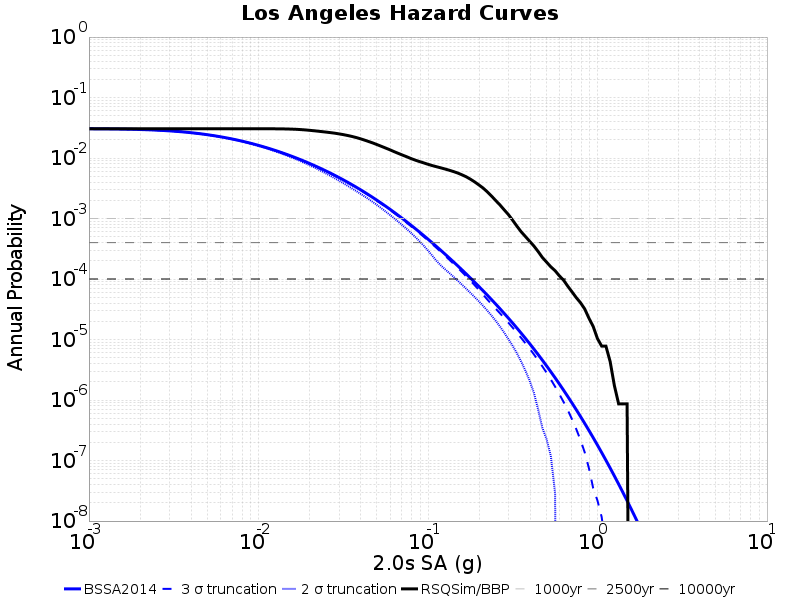 Los Angeles Hazard Curves
10^0
10^-1
10^-2
10^-3
10^-4
10^-5
10^-6
10^-7
10^-8
Annual Probability
10^-3 10^-2 10^-1 10^0 10^1
2.0s SA (g)
BSSA2014 3 σ truncation 2 σ truncation RSQSim/BBP 1000yr 2500yr 10000yr